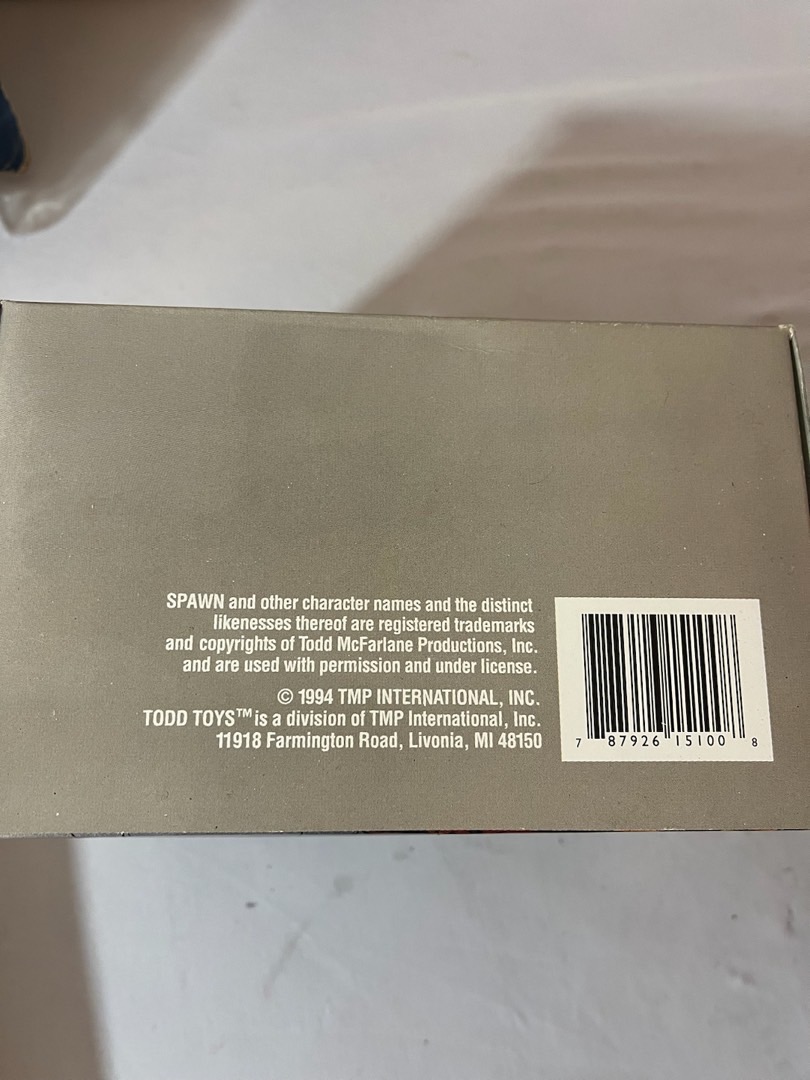 SPAWN and other character names and the distinct
likenesses thereof are registered trademarks
and copyrights of Todd McFarlane Productions, Inc.
and are used with permission and under license.
© 1994 TMP INTERNATIONAL, INC.
TODD TOYS™ is a division of TMP International, Inc.
11918 Farmington Road, Livonia, MI 48150
7 87926 15100 8